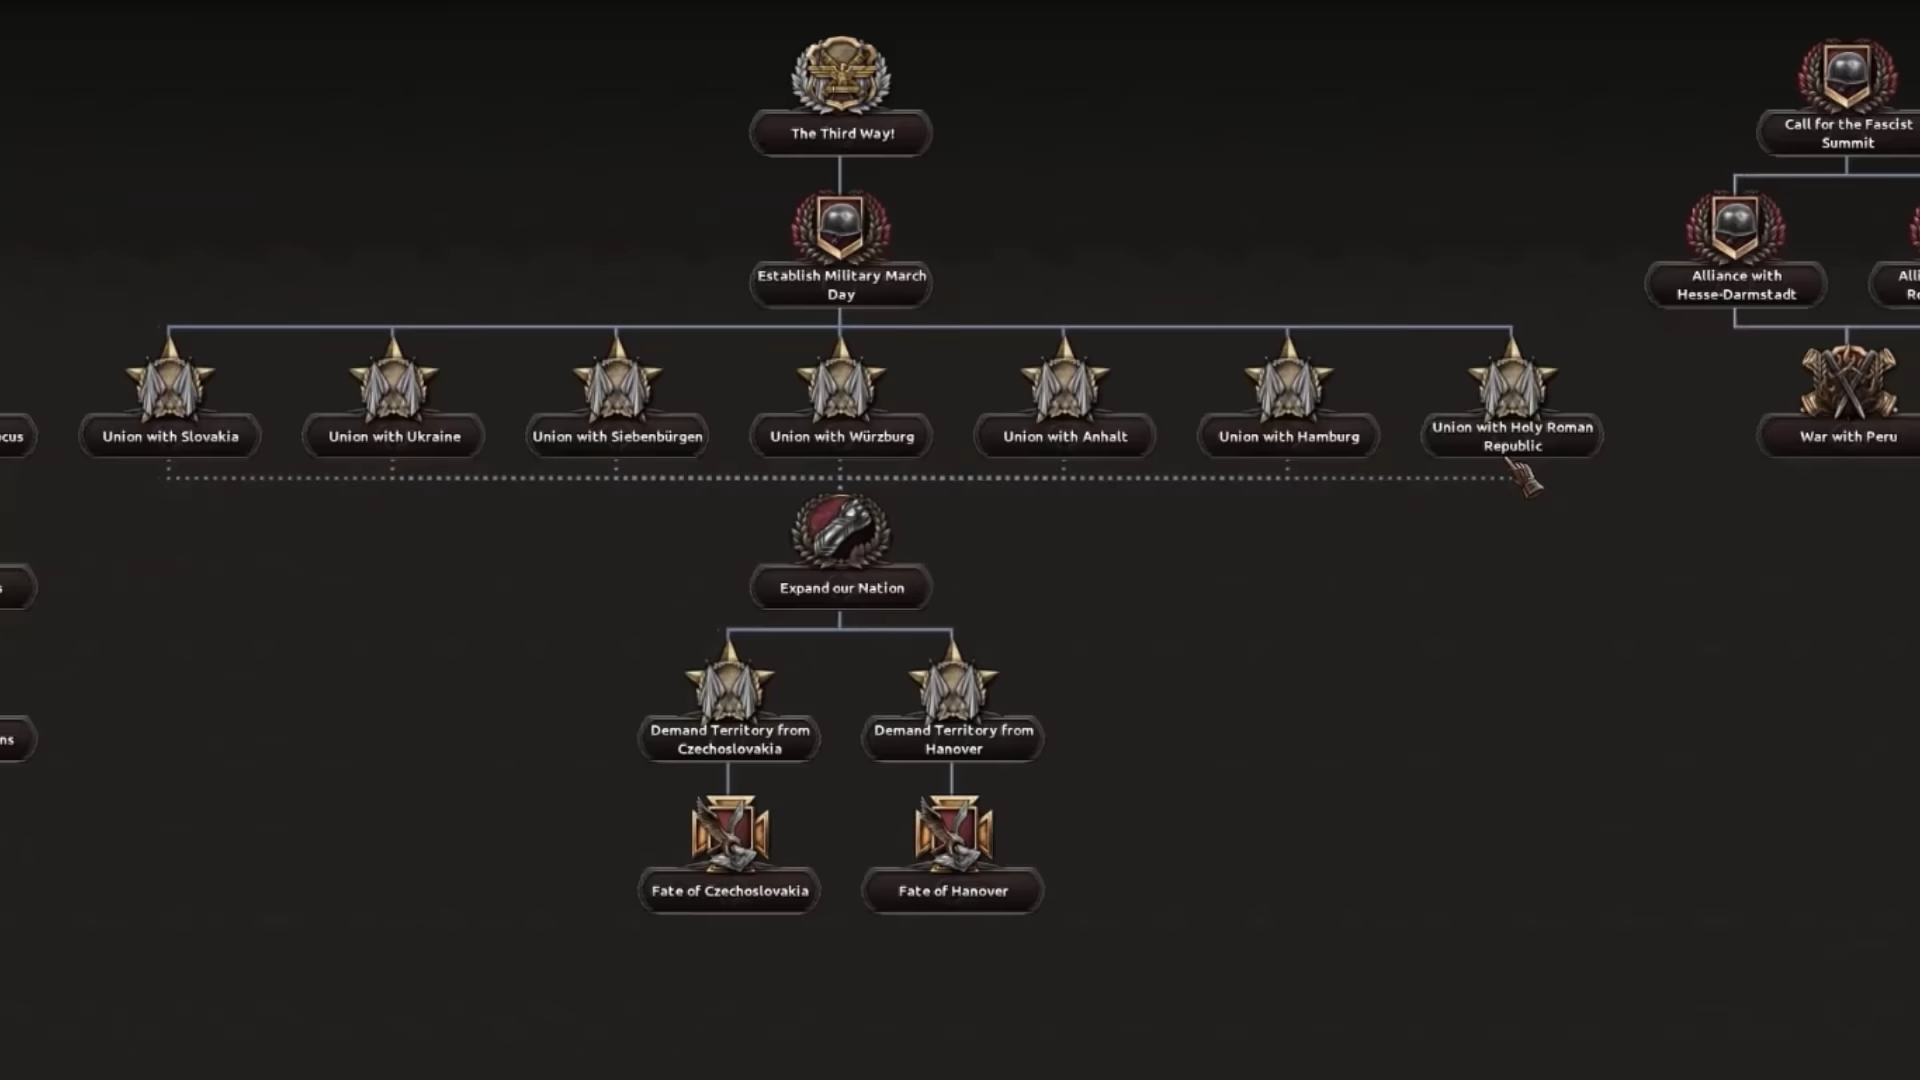 The Third Way!
Call for the Fascist
Summit
Establish Military March
Day
Alliance with
Hesse-Darmstadt
Union with Slovakia
Union with Ukraine
Union with Siebenbürgen
Union with Würzburg
Union with Anhalt
Union with Hamburg
Union with Holy Roman
Republic
War with Peru
Expand our Nation
Demand Territory from
Czechoslovakia
Demand Territory from
Hanover
Fate of Czechoslovakia
Fate of Hanover